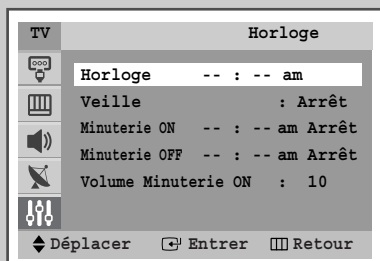 TV Horloge
Horloge -- : -- am
Veille : Arrêt
Minuterie ON -- : -- am Arrêt
Minuterie OFF -- : -- am Arrêt
Volume Minuterie ON : 10
Déplacer Entrer Retour